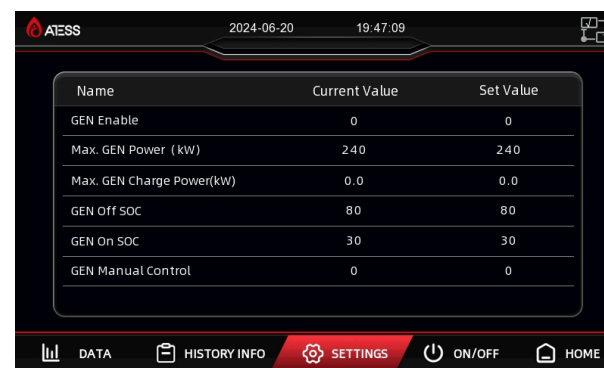 ATESS 2024-06-20 19:47:09
Name Current Value Set Value
GEN Enable 0 0
Max. GEN Power (kW) 240 240
Max. GEN Charge Power(kW) 0.0 0.0
GEN Off SOC 80 80
GEN On SOC 30 30
GEN Manual Control 0 0
DATA HISTORY INFO SETTINGS ON/OFF HOME